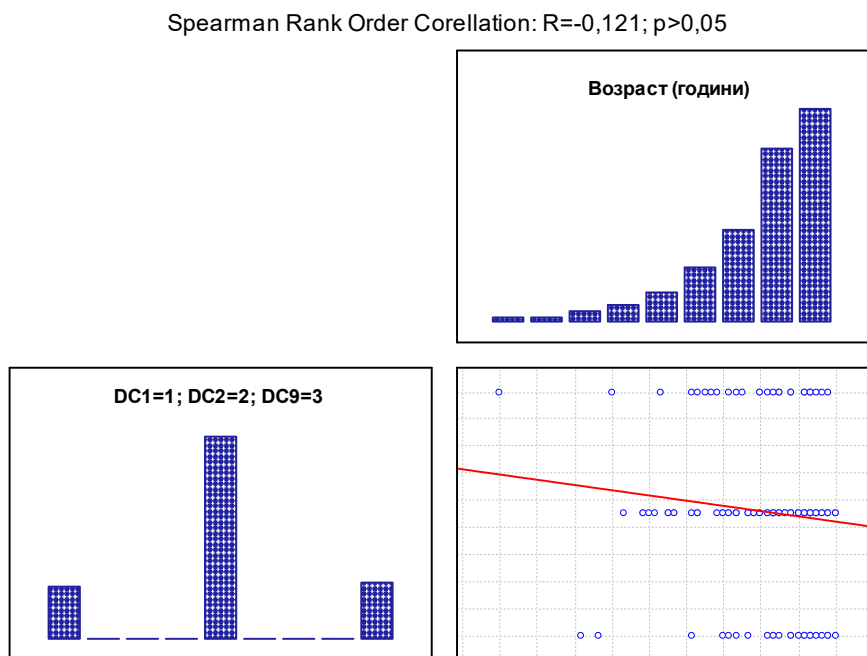 Spearman Rank Order Corellation: R=-0,121; p>0,05
Возраст (години)
DC1=1; DC2=2; DC9=3